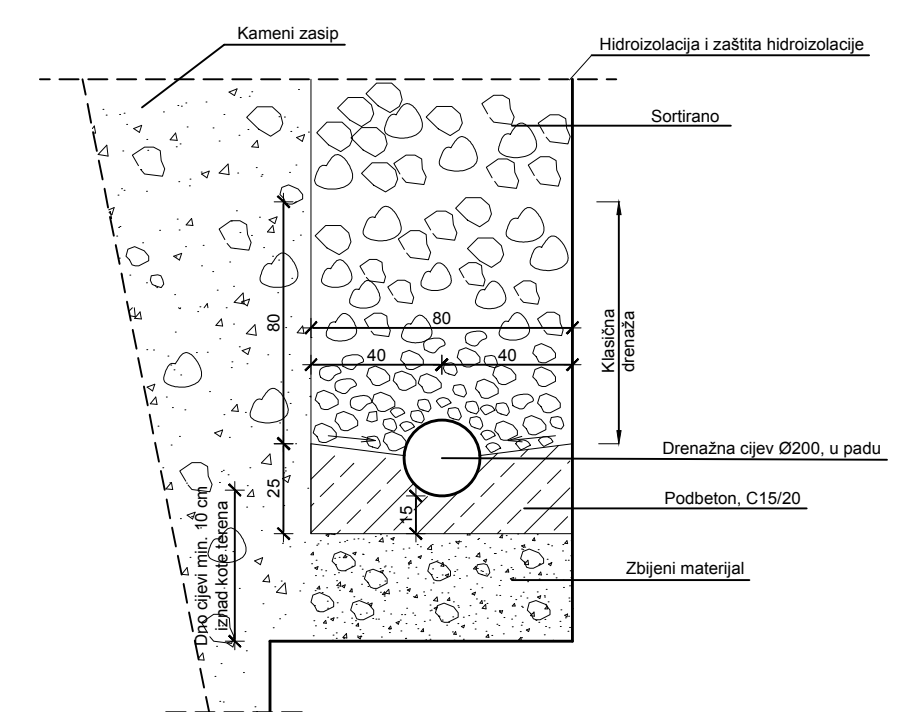 Kameni zasip
Hidroizolacija i zaštita hidroizolacije
Sortirano
80
80
40
40
Klasična
drenaža
Drenažna cijev Ø200, u padu
25
15
Podbeton, C15/20
Dno cijevi min. 10 cm
iznad kote terena
Zbijeni materijal